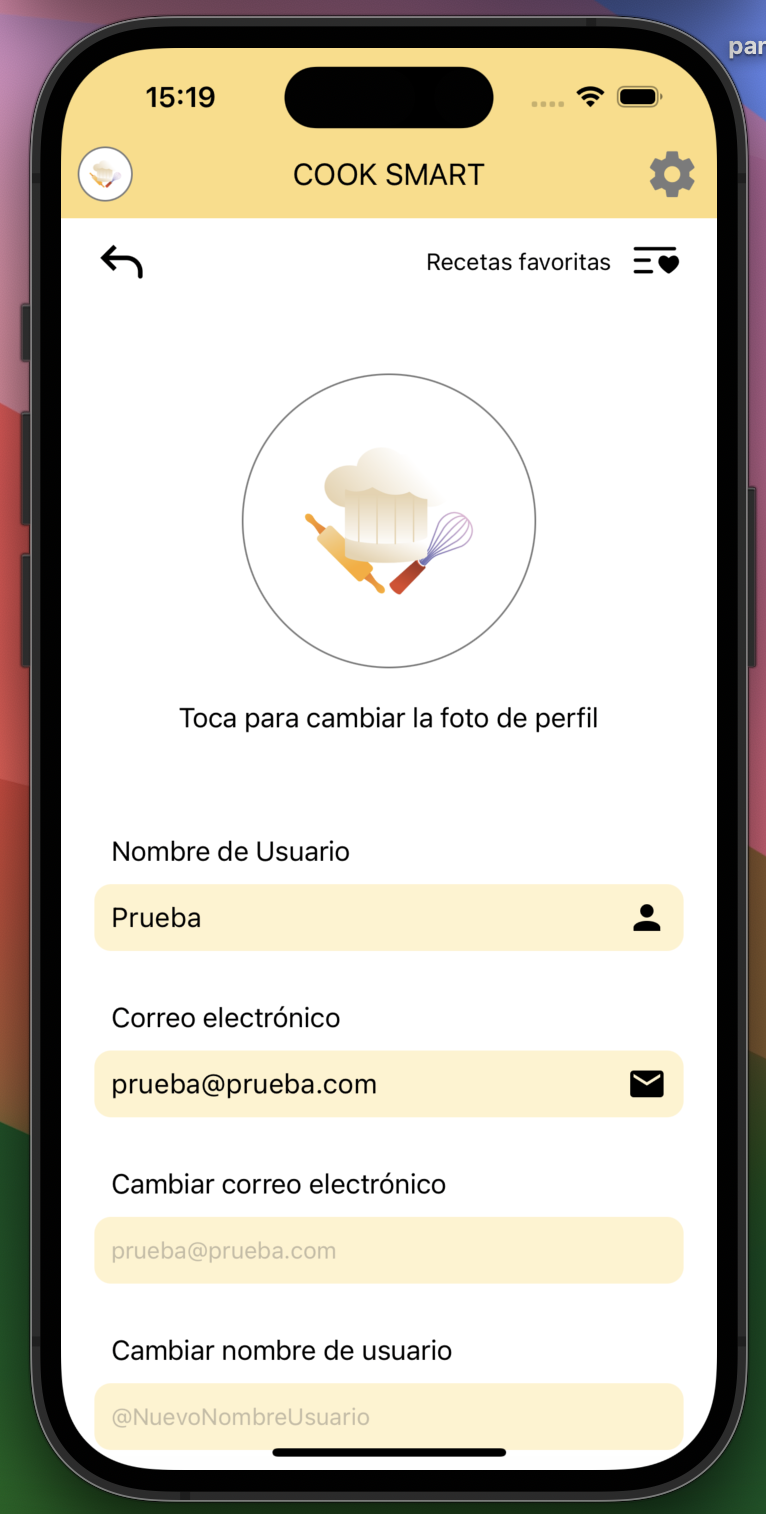 par
15:19
COOK SMART
Recetas favoritas
Toca para cambiar la foto de perfil
Nombre de Usuario
Prueba
Correo electrónico
prueba@prueba.com
Cambiar correo electrónico
prueba@prueba.com
Cambiar nombre de usuario
@NuevoNombreUsuario